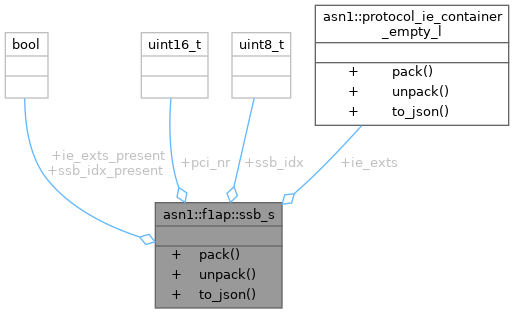 bool
uint16_t
uint8_t
asn1::protocol_ie_container
_empty_l
+ pack()
+ unpack()
+ to_json()
+ie_exts_present
+ssb_idx_present
+pci_nr
+ssb_idx
+ie_exts
asn1::f1ap::ssb_s
+ pack()
+ unpack()
+ to_json()